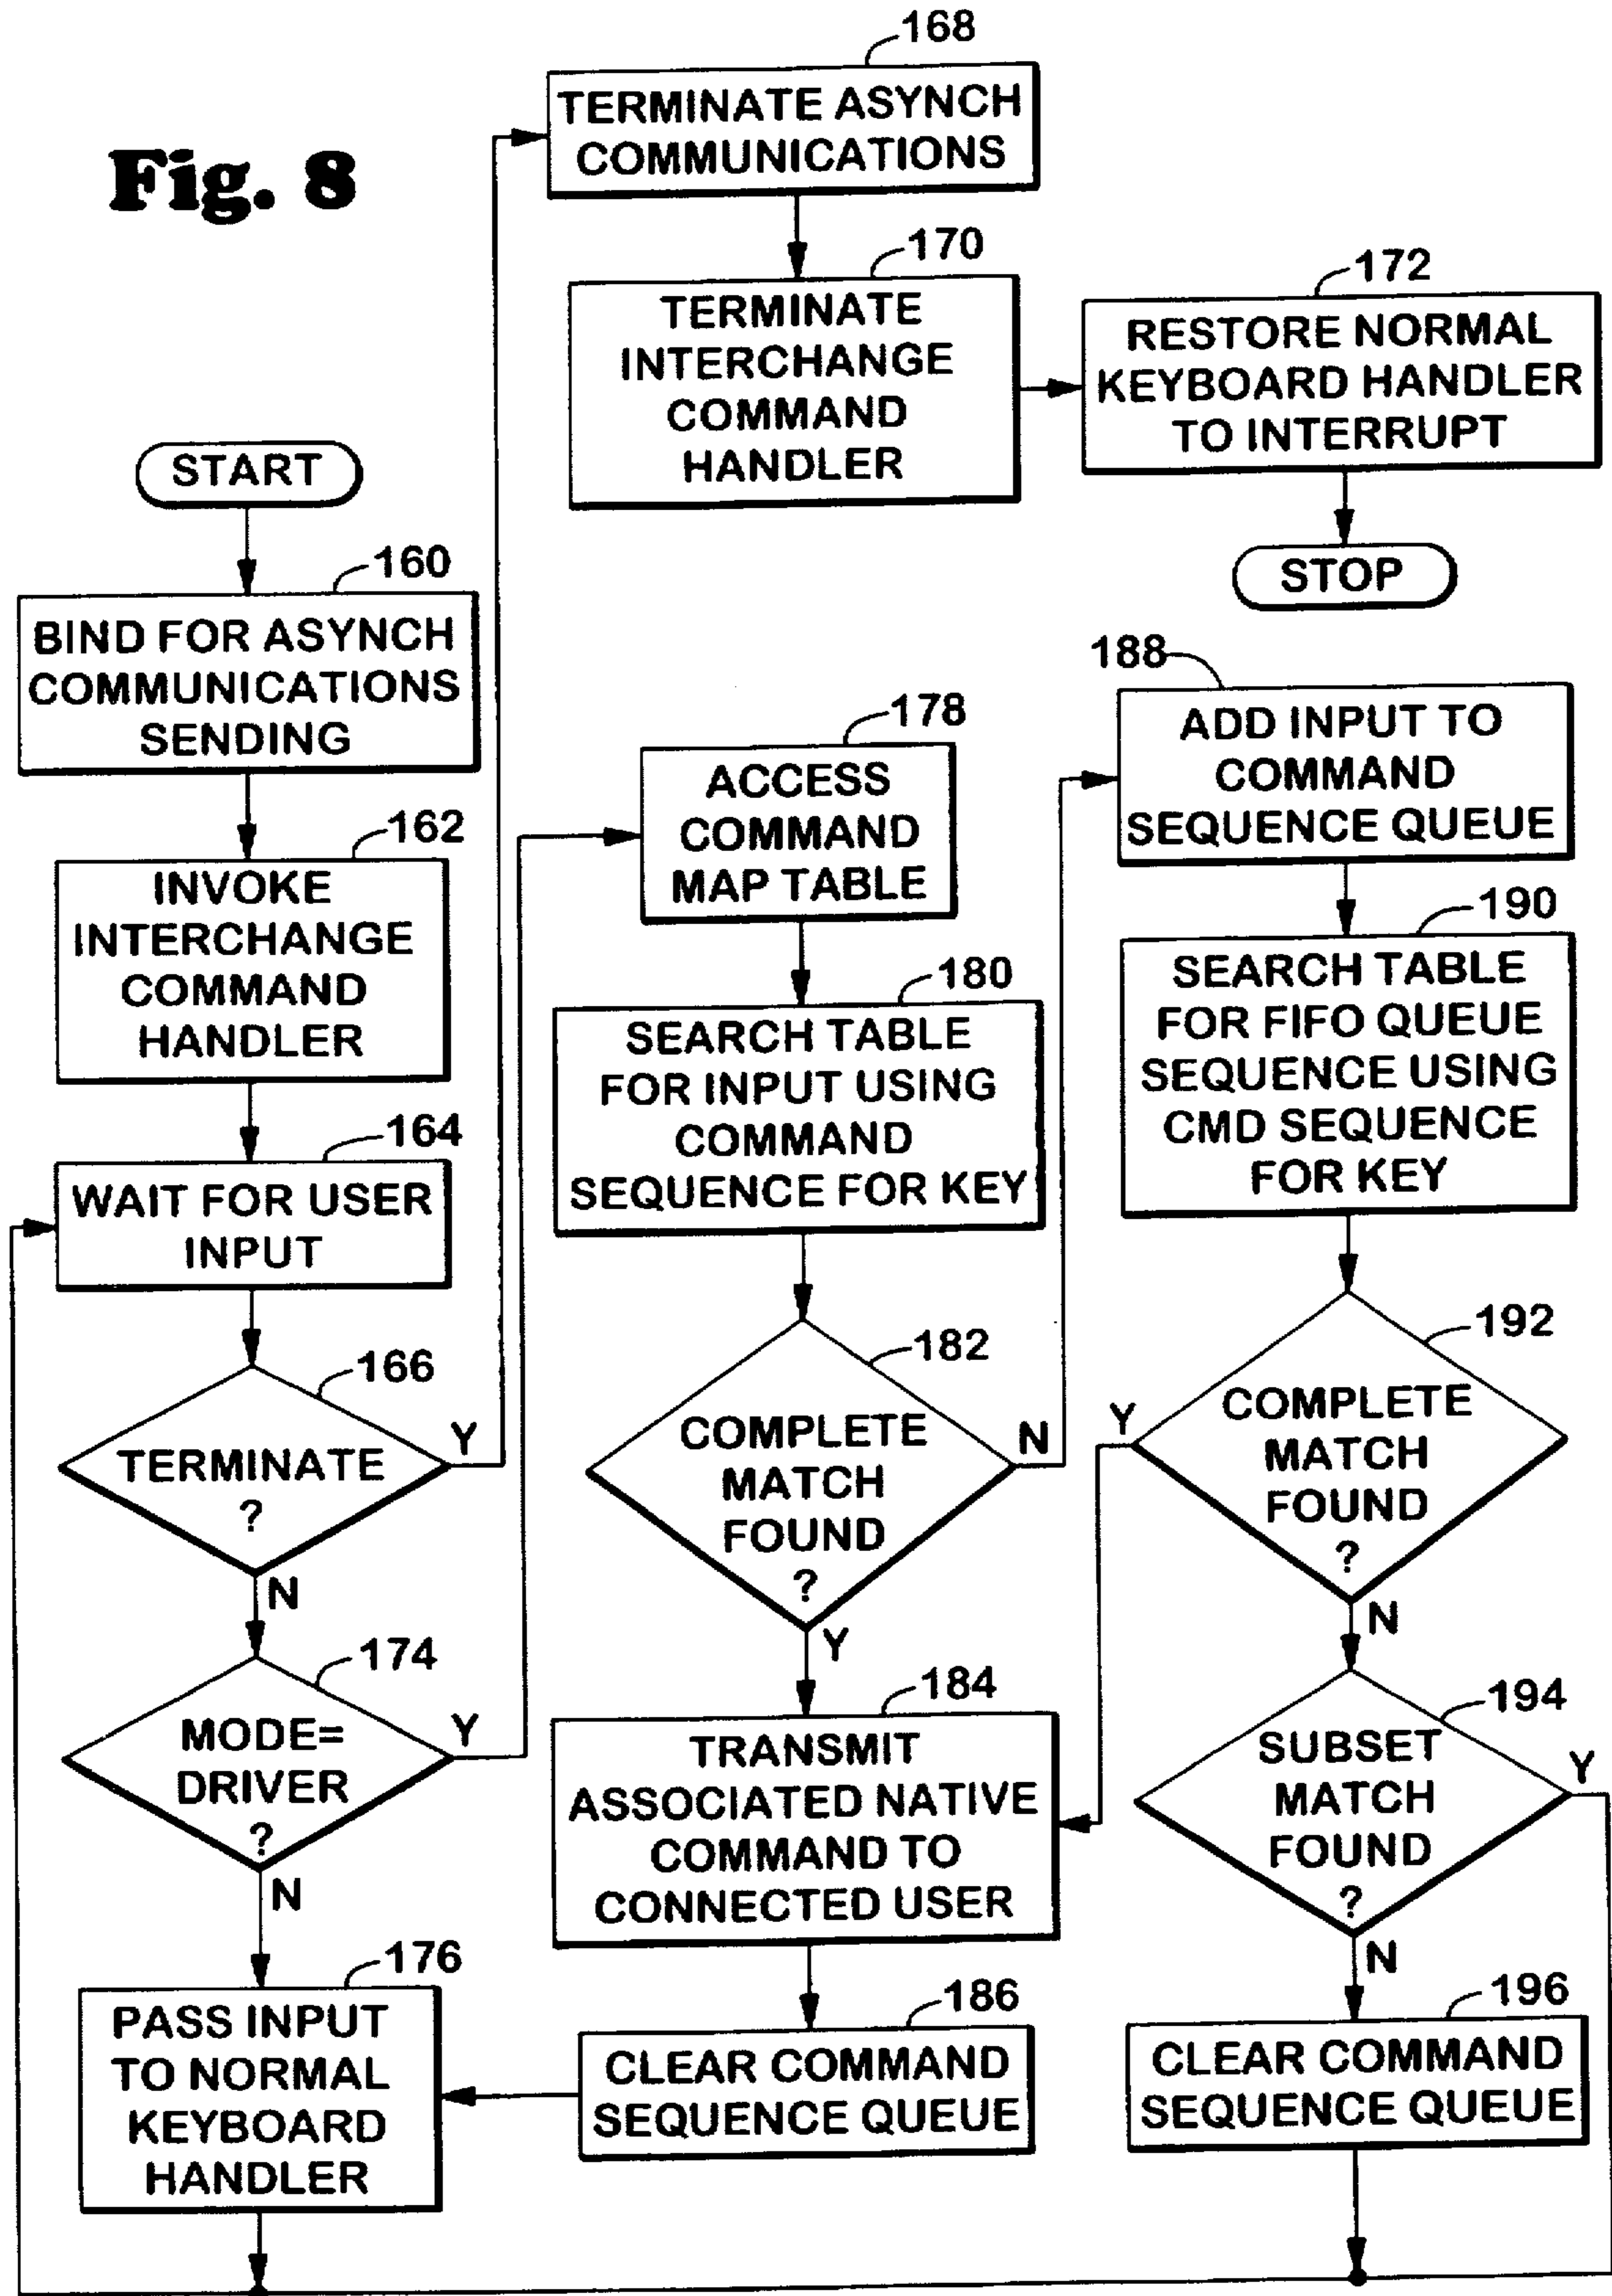 Fig. 8
168
TERMINATE ASYNCH
COMMUNICATIONS
170
TERMINATE
INTERCHANGE
COMMAND
HANDLER
172
RESTORE NORMAL
KEYBOARD HANDLER
TO INTERRUPT
STOP
START
160
BIND FOR ASYNCH
COMMUNICATIONS
SENDING
162
INVOKE
INTERCHANGE
COMMAND
HANDLER
164
WAIT FOR USER
INPUT
166
TERMINATE
?
Y
N
174
MODE=
DRIVER
?
Y
N
176
PASS INPUT
TO NORMAL
KEYBOARD
HANDLER
178
ACCESS
COMMAND
MAP TABLE
180
SEARCH TABLE
FOR INPUT USING
COMMAND
SEQUENCE FOR KEY
182
COMPLETE
MATCH
FOUND
?
N
Y
184
TRANSMIT
ASSOCIATED NATIVE
COMMAND TO
CONNECTED USER
186
CLEAR COMMAND
SEQUENCE QUEUE
188
ADD INPUT TO
COMMAND
SEQUENCE QUEUE
190
SEARCH TABLE
FOR FIFO QUEUE
SEQUENCE USING
CMD SEQUENCE
FOR KEY
192
COMPLETE
MATCH
FOUND
?
Y
N
194
SUBSET
MATCH
FOUND
?
Y
N
196
CLEAR COMMAND
SEQUENCE QUEUE